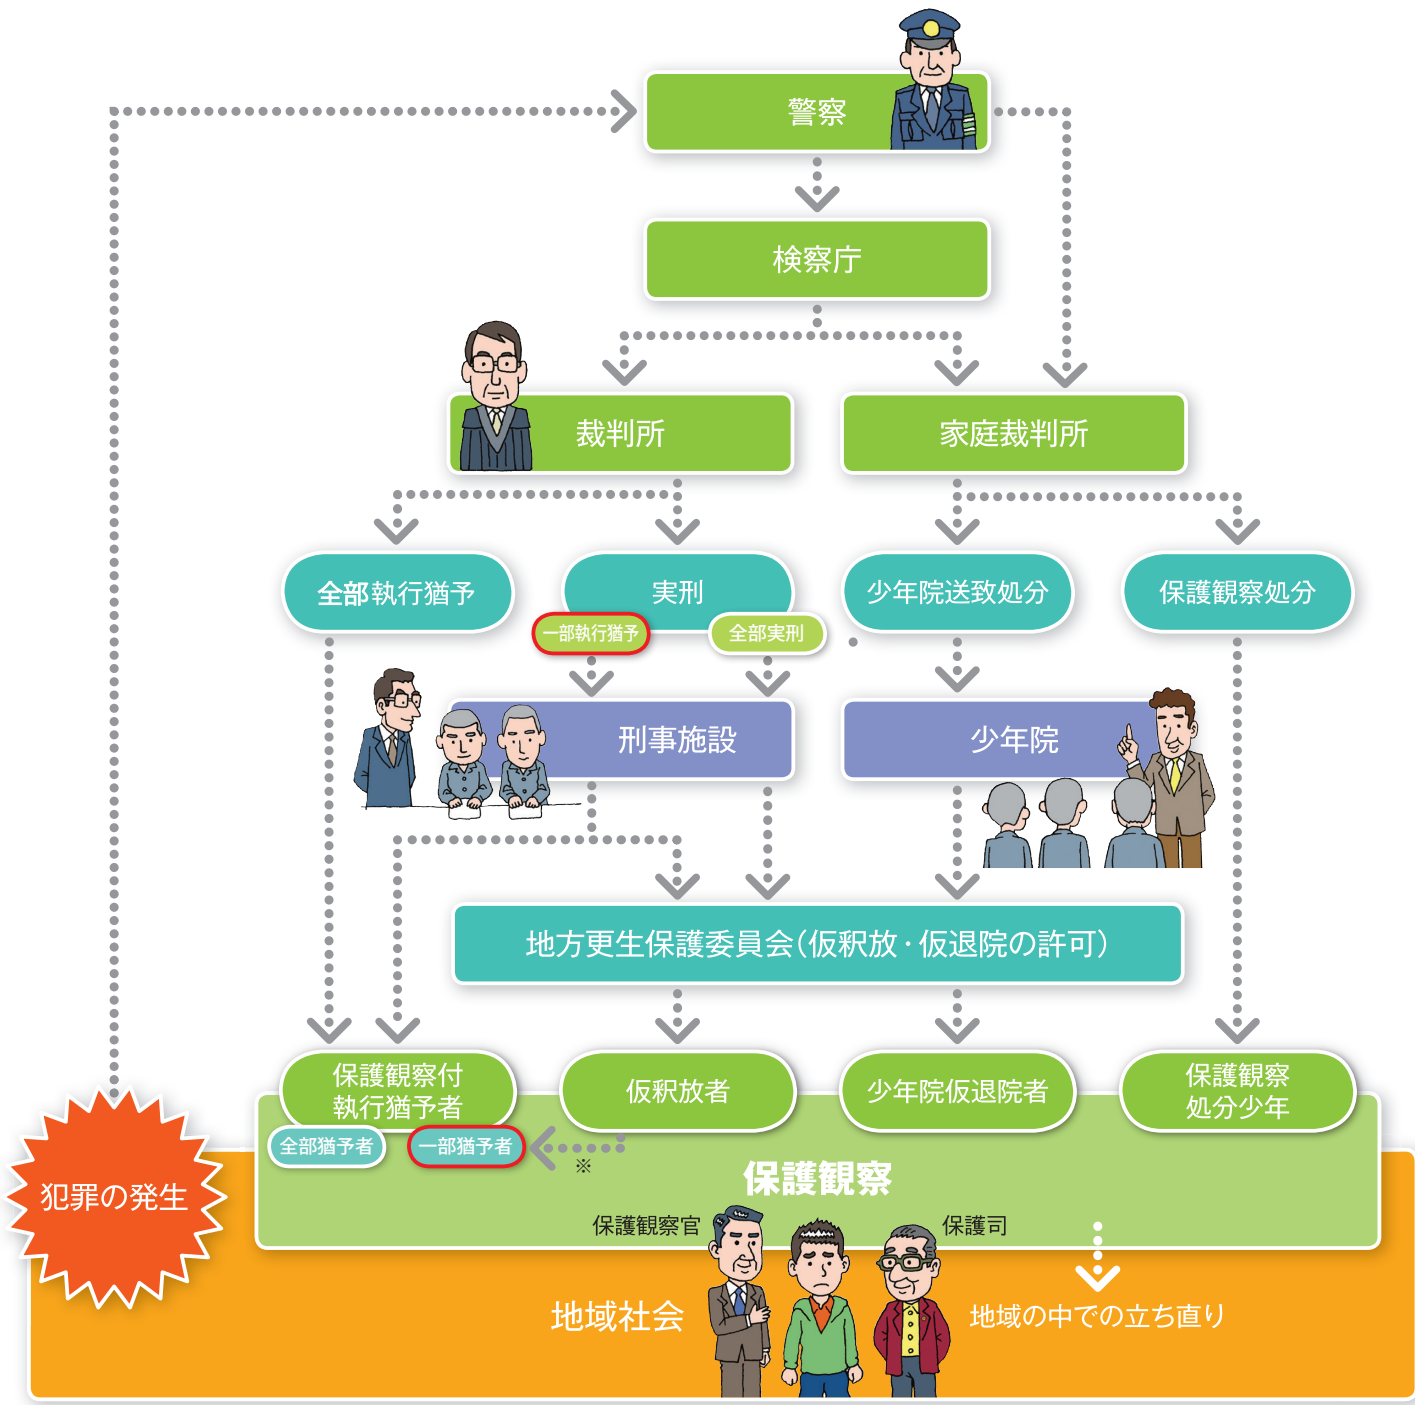 警察
検察庁
裁判所
家庭裁判所
全部執行猶予
実刑
少年院送致処分
保護観察処分
一部執行猶予
全部実刑
刑事施設
少年院
地方更生保護委員会(仮釈放・仮退院の許可)
保護観察付
執行猶予者
仮釈放者
少年院仮退院者
保護観察
処分少年
全部猶予者
一部猶予者
※
保護観察
犯罪の発生
保護観察官
保護司
地域社会
地域の中での立ち直り